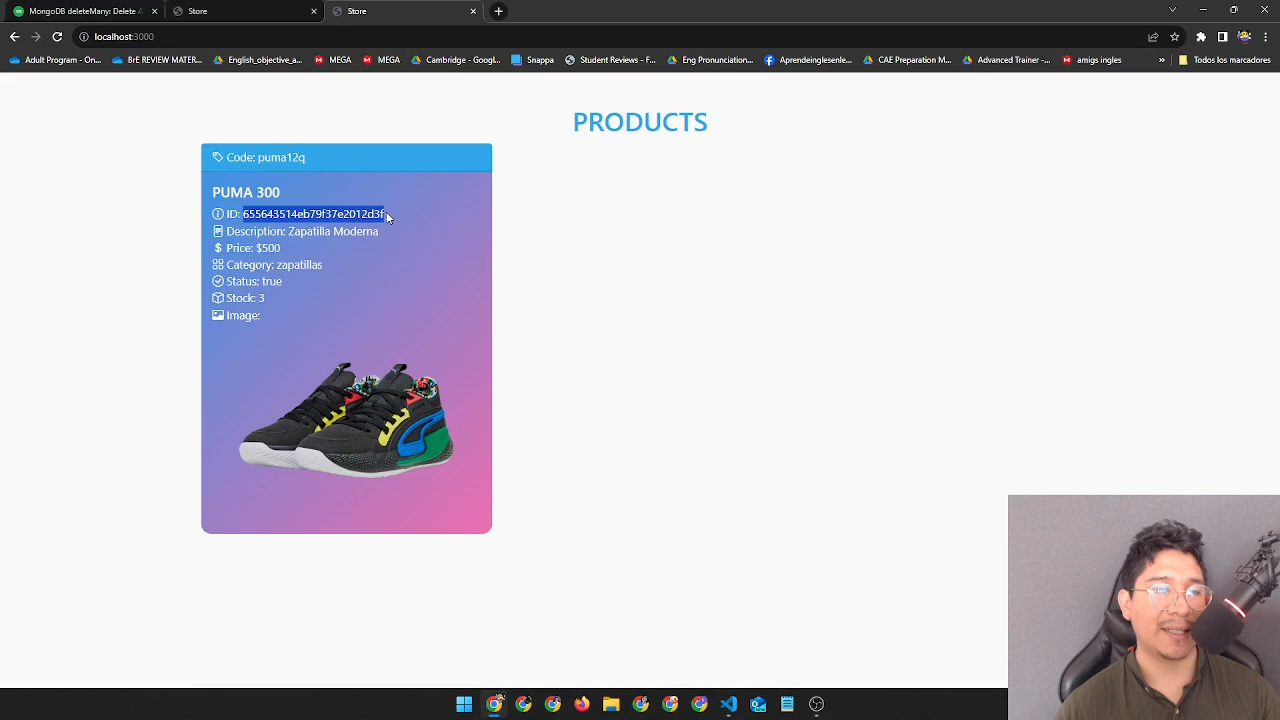 MongoDB deleteMany: Delete A
Store
Store
localhost:3000
Adult Program - On...
BrE REVIEW MATER...
English_objective_a...
MEGA
MEGA
Cambridge - Googl...
Snappa
Student Reviews - F...
Eng Pronunciation...
Aprendeinglesenle...
CAE Preparation M...
Advanced Trainer -...
amigs ingles
»
Todos los marcadores
PRODUCTS
Code: puma12q
PUMA 300
ID: 655643514eb79f37e2012d3f
Description: Zapatilla Moderna
Price: $500
Category: zapatillas
Status: true
Stock: 3
Image: